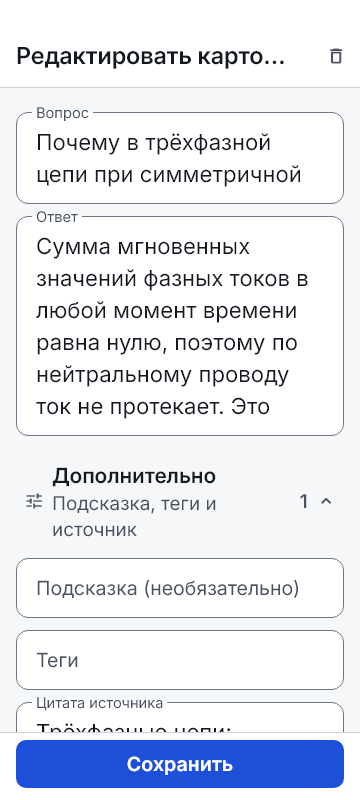 Редактировать карто...
Вопрос
Почему в трёхфазной
цепи при симметричной
Ответ
Сумма мгновенных
значений фазных токов в
любой момент времени
равна нулю, поэтому по
нейтральному проводу
ток не протекает. Это
Дополнительно
Подсказка, теги и
источник
1
Подсказка (необязательно)
Теги
Цитата источника
Трёхфазные цепи:
Сохранить